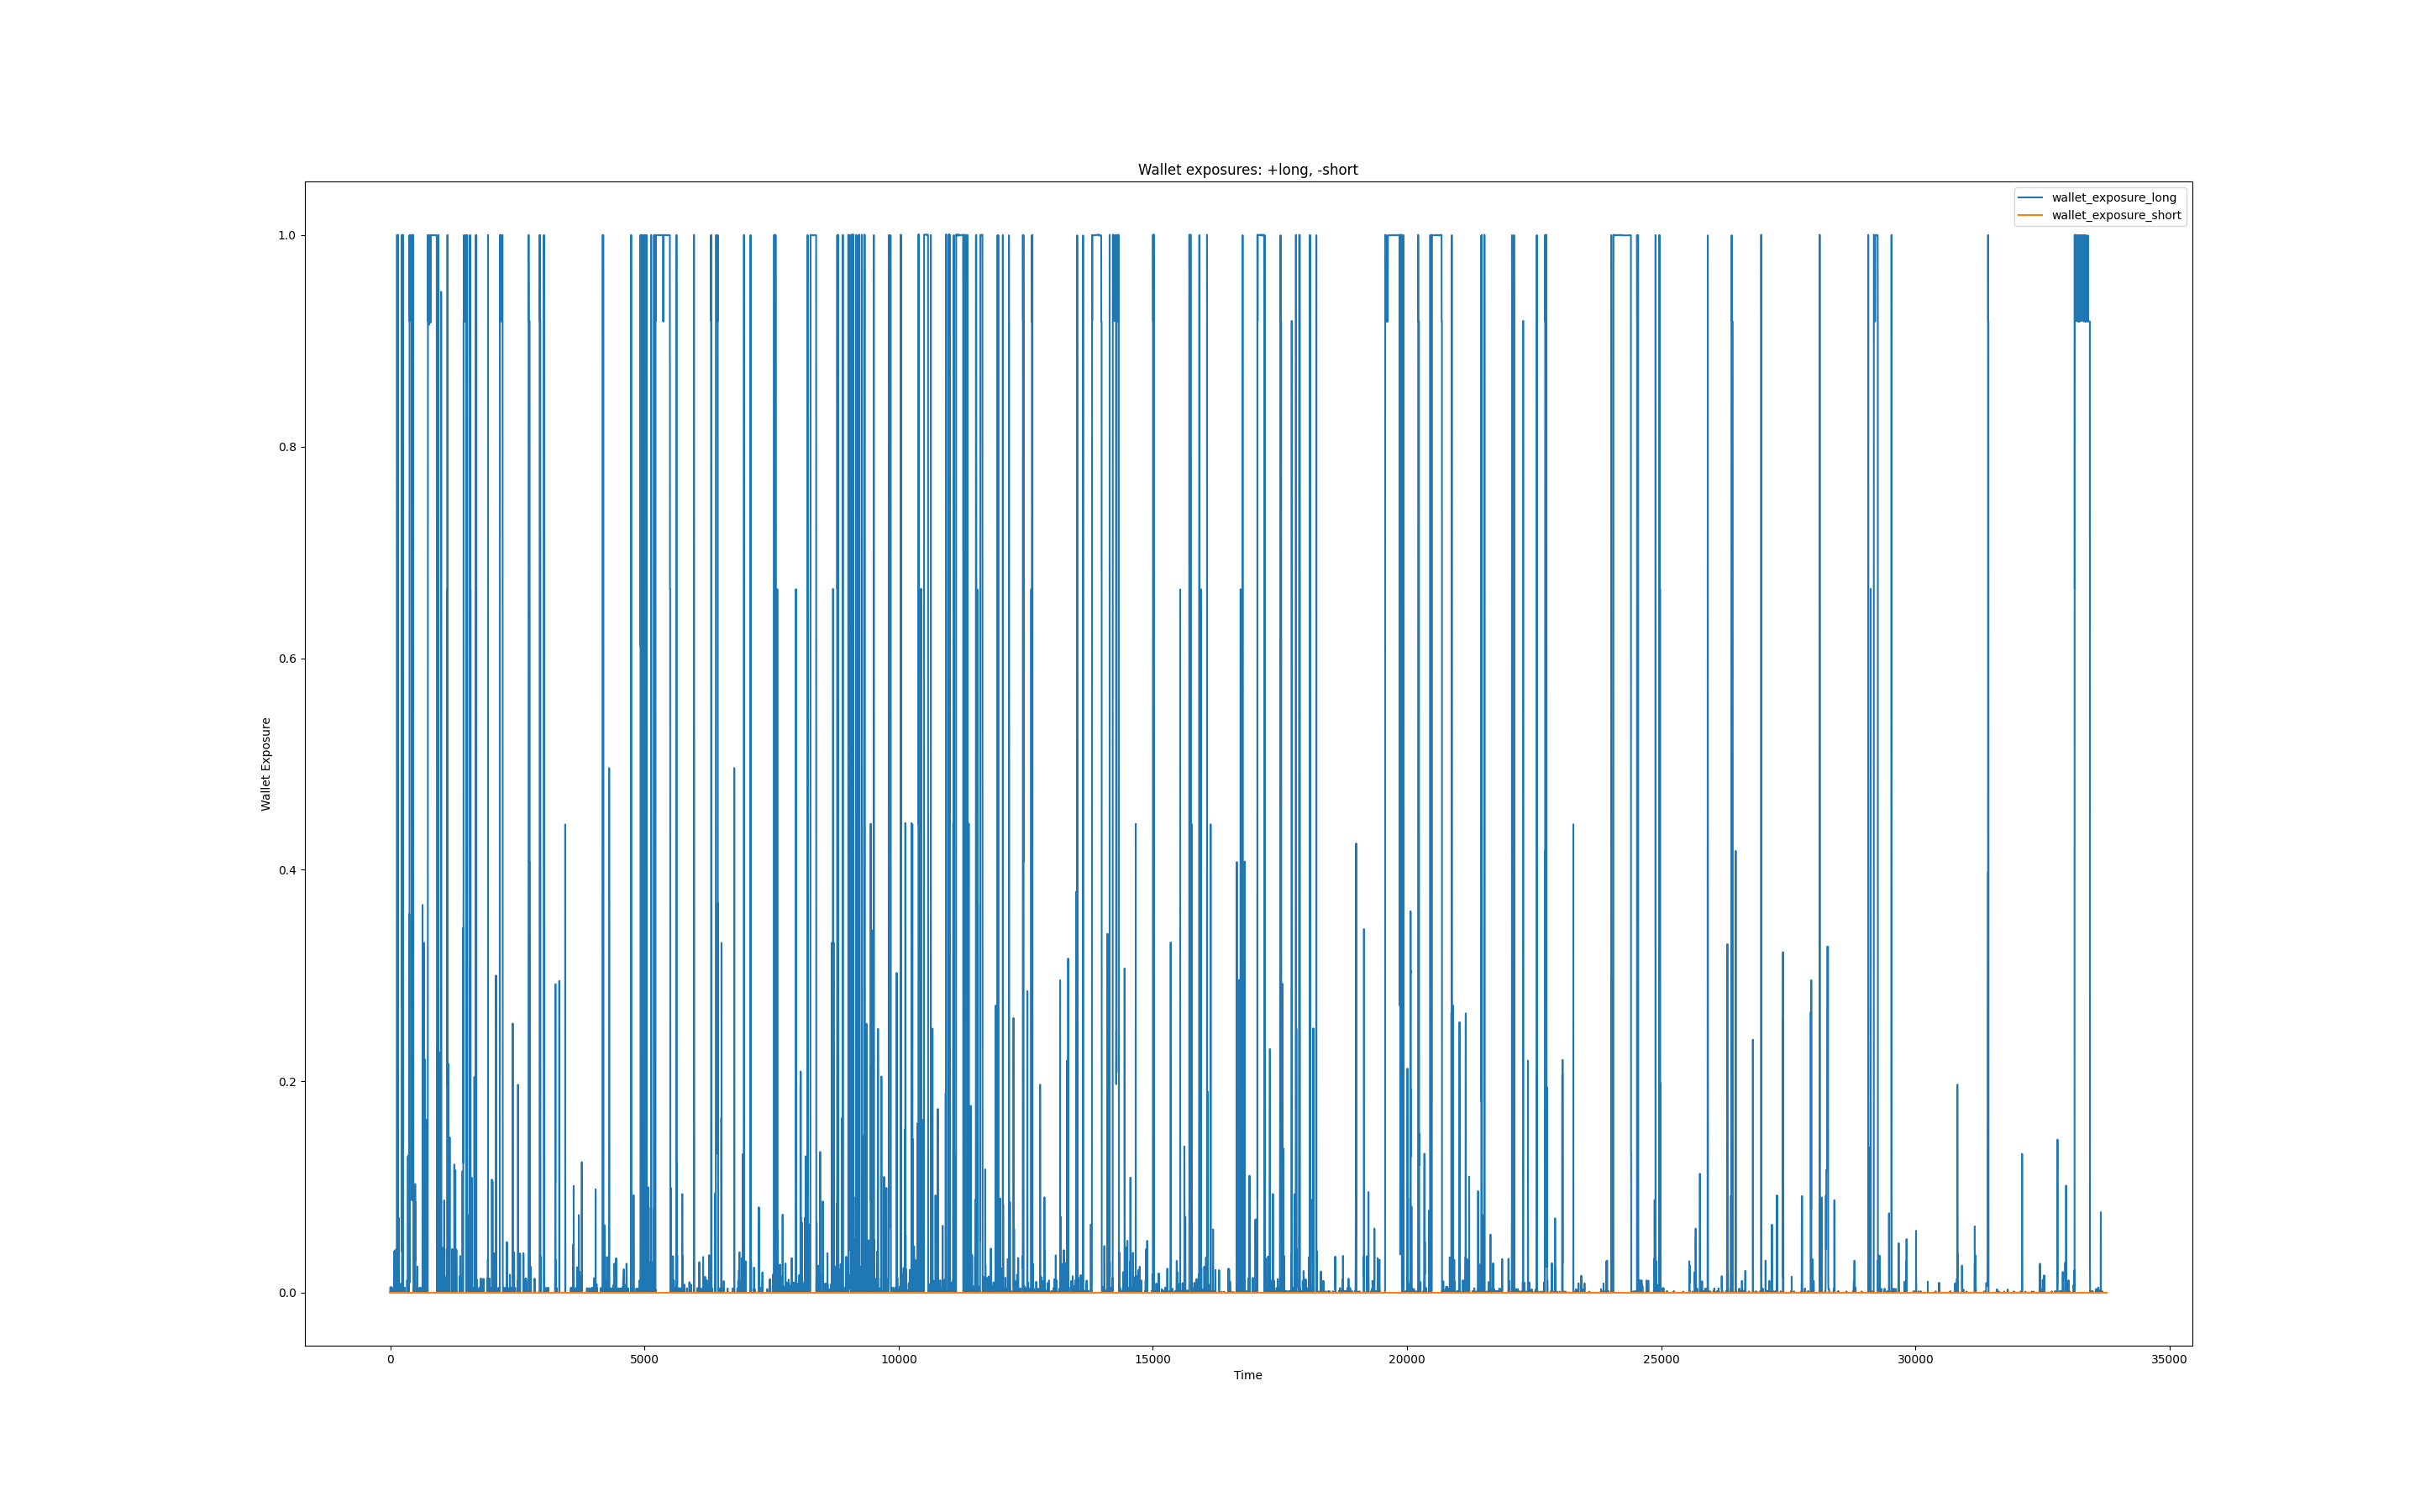 Wallet exposures: +long, -short
wallet_exposure_long
wallet_exposure_short
1.0
0.8
0.6
0.4
0.2
0.0
Wallet Exposure
0 5000 10000 15000 20000 25000 30000 35000
Time